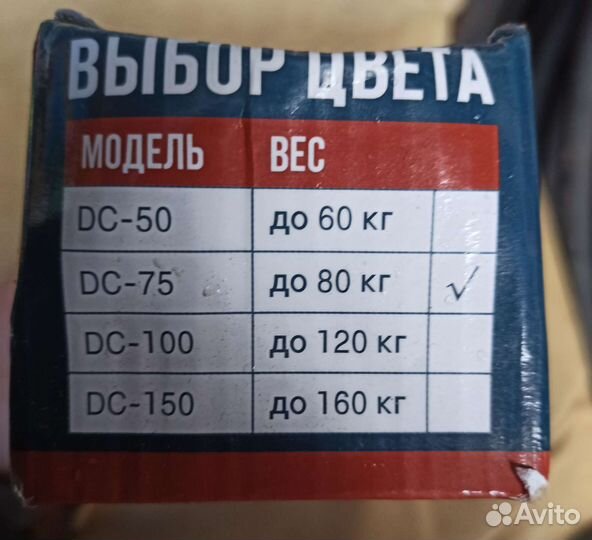 ВЫБОР ЦВЕТА
МОДЕЛЬ ВЕС
DC-50 до 60 кг
DC-75 до 80 кг √
DC-100 до 120 кг
DC-150 до 160 кг
Avito